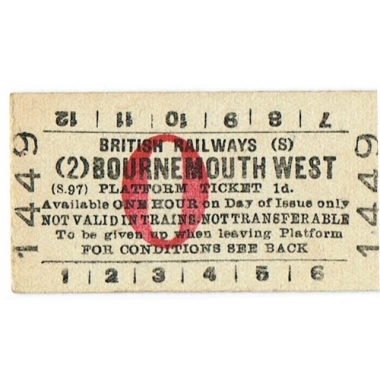 12 | 11 | 10 | 9 | 8 | 7
BRITISH RAILWAYS (S)
(2) BOURNEMOUTH WEST
(S.97) PLATFORM TICKET 1d.
Available ONE HOUR on Day of Issue only
NOT VALID IN TRAINS. NOT TRANSFERABLE
To be given up when leaving Platform
FOR CONDITIONS SEE BACK
1 | 2 | 3 | 4 | 5 | 6
1449
1449
0